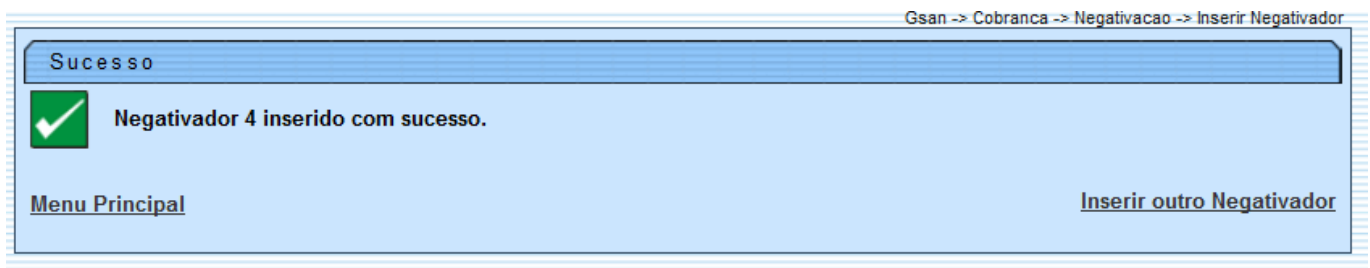 Gsan -> Cobranca -> Negativacao -> Inserir Negativador
Sucesso
Negativador 4 inserido com sucesso.
Menu Principal
Inserir outro Negativador